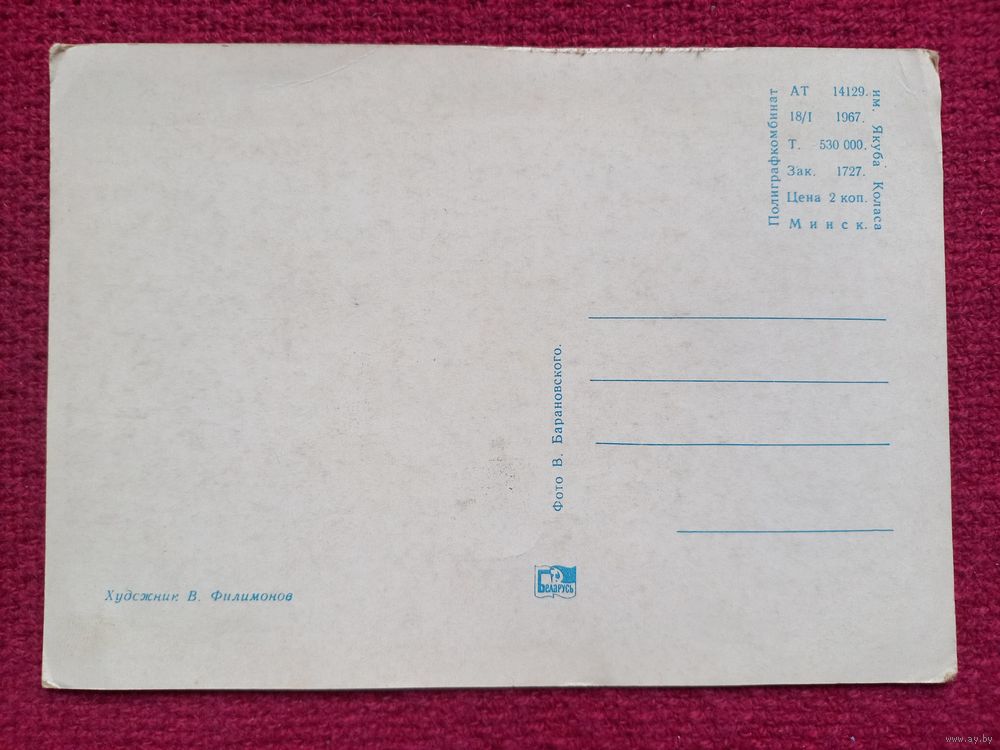 Полиграфкомбинат
АТ 14129.
18/I 1967.
Т. 530 000.
Зак. 1727.
Цена 2 коп.
Минск.
им. Якуба Коласа
Фото В. Барановского.
Беларусь
Художник В. Филимонов
www.ay.by